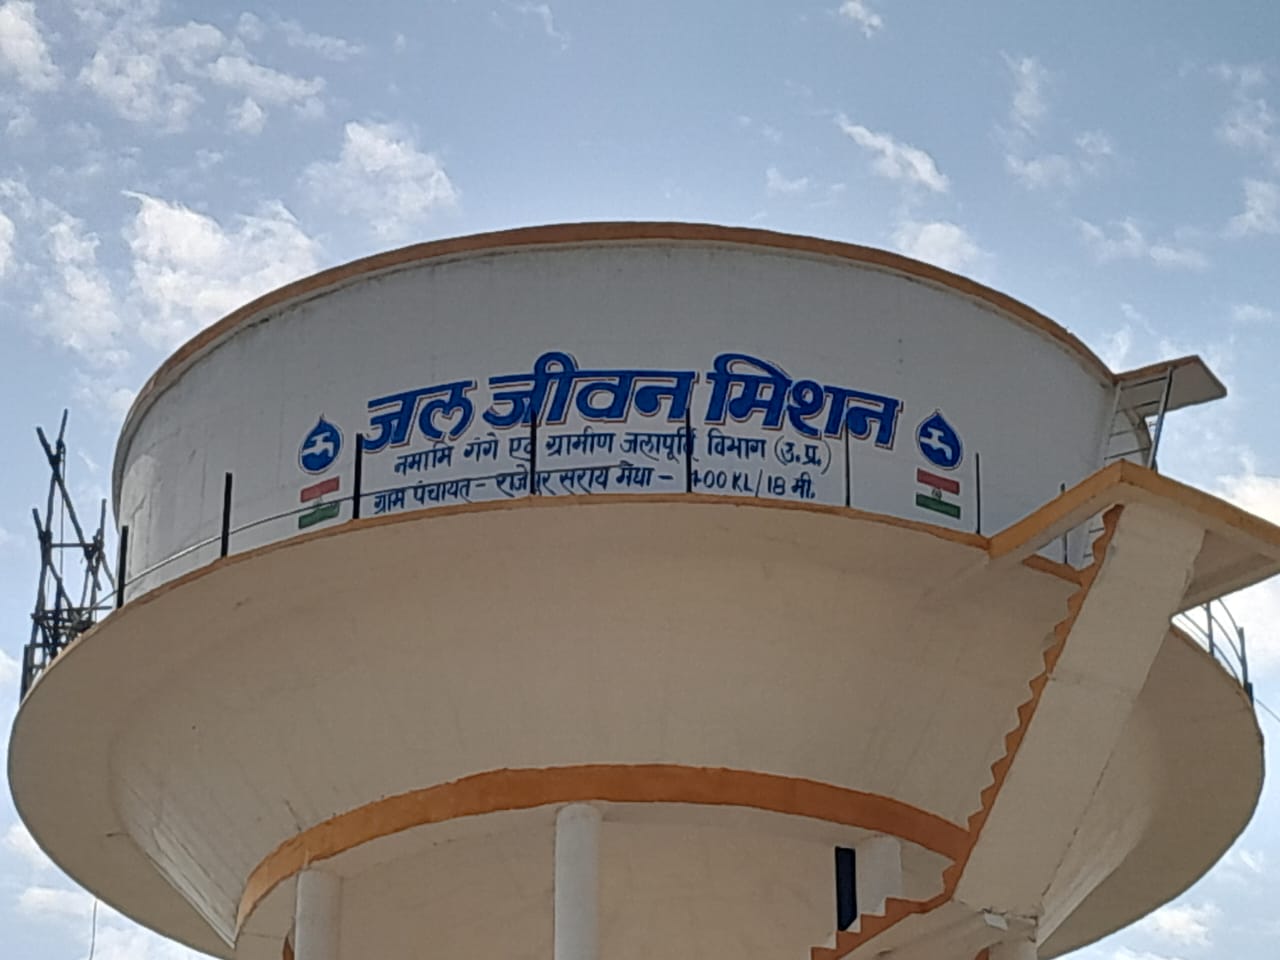 जल जीवन मिशन
नमामि गंगे एवं ग्रामीण जलापूर्ति विभाग (उ.प्र.)
ग्राम पंचायत - सराय - 400 KL / 18 मी.